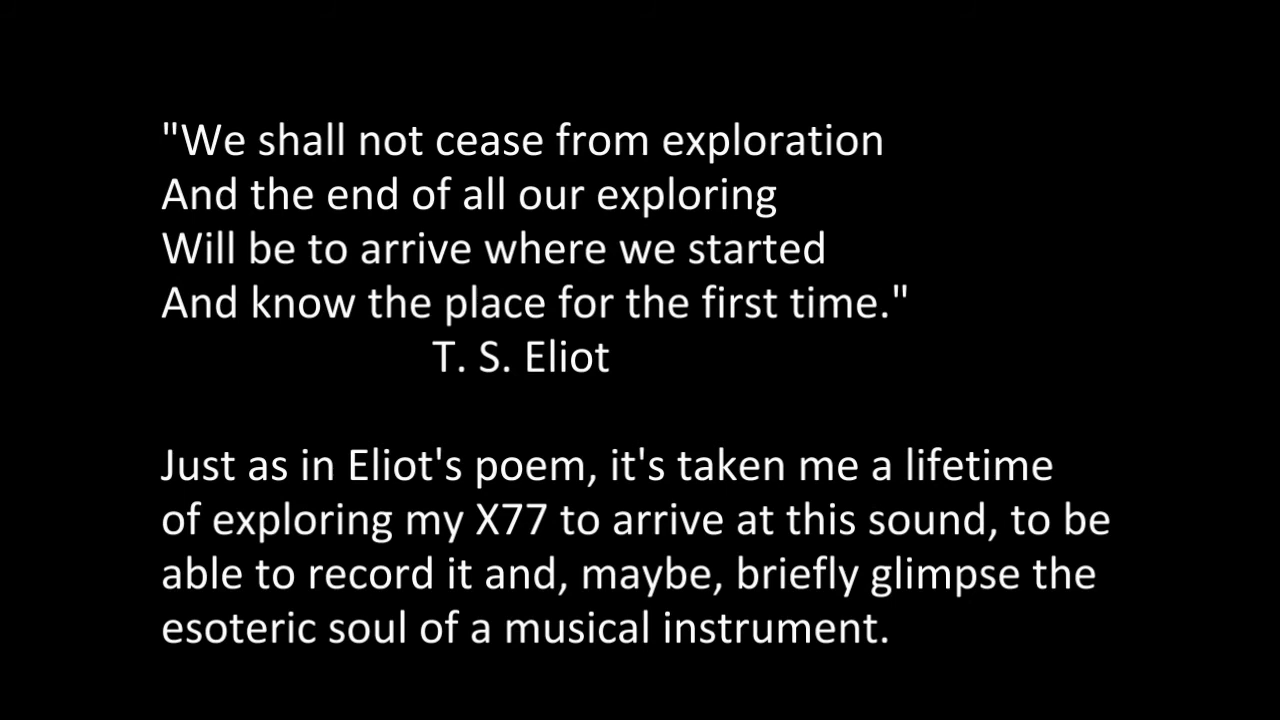 "We shall not cease from exploration
And the end of all our exploring
Will be to arrive where we started
And know the place for the first time."
T. S. Eliot
Just as in Eliot's poem, it's taken me a lifetime
of exploring my X77 to arrive at this sound, to be
able to record it and, maybe, briefly glimpse the
esoteric soul of a musical instrument.